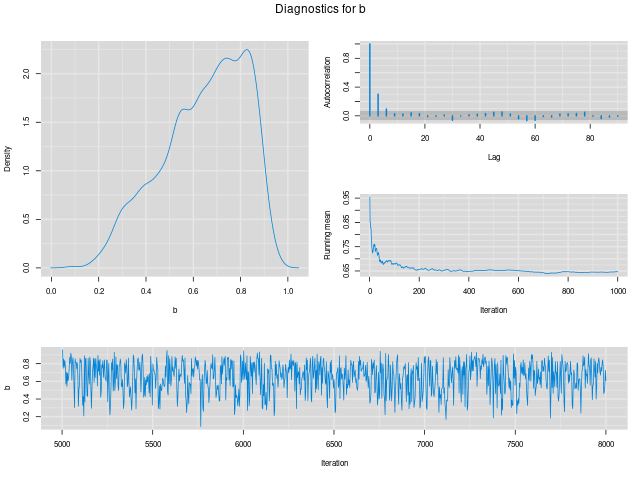 Diagnostics for b
Density
2.0
1.5
1.0
0.5
0.0
0.0 0.2 0.4 0.6 0.8 1.0
b
Autocorrelation
0.8
0.4
0.0
0 20 40 60 80
Lag
Running mean
0.95
0.85
0.75
0.65
0 200 400 600 800 1000
Iteration
b
0.8
0.6
0.4
0.2
5000 5500 6000 6500 7000 7500 8000
Iteration